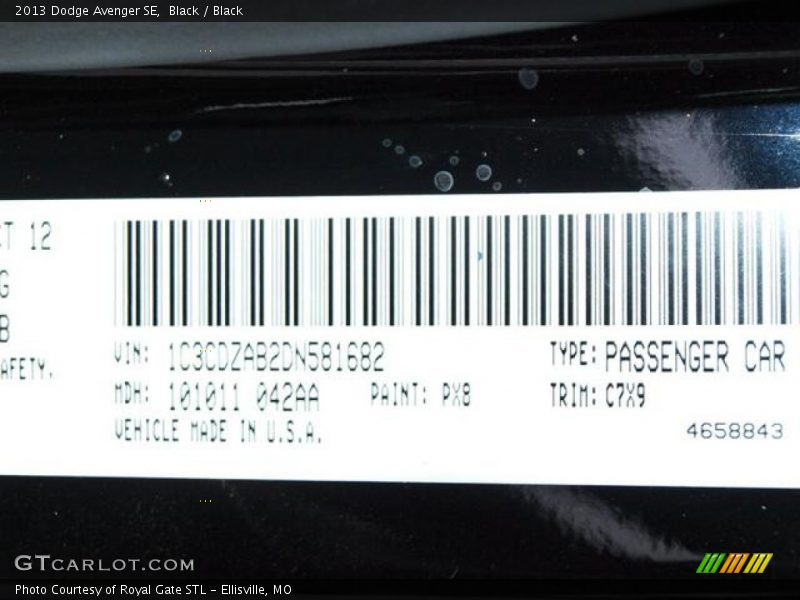 2013 Dodge Avenger SE, Black / Black
CT 12
G
B
AFETY.
VIN: 1C3CDZAB2DN581682
TYPE: PASSENGER CAR
MDH: 101011 042AA
PAINT: PX8
TRIM: C7X9
VEHICLE MADE IN U.S.A.
4658843
GTCARLOT.COM
Photo Courtesy of Royal Gate STL - Ellisville, MO